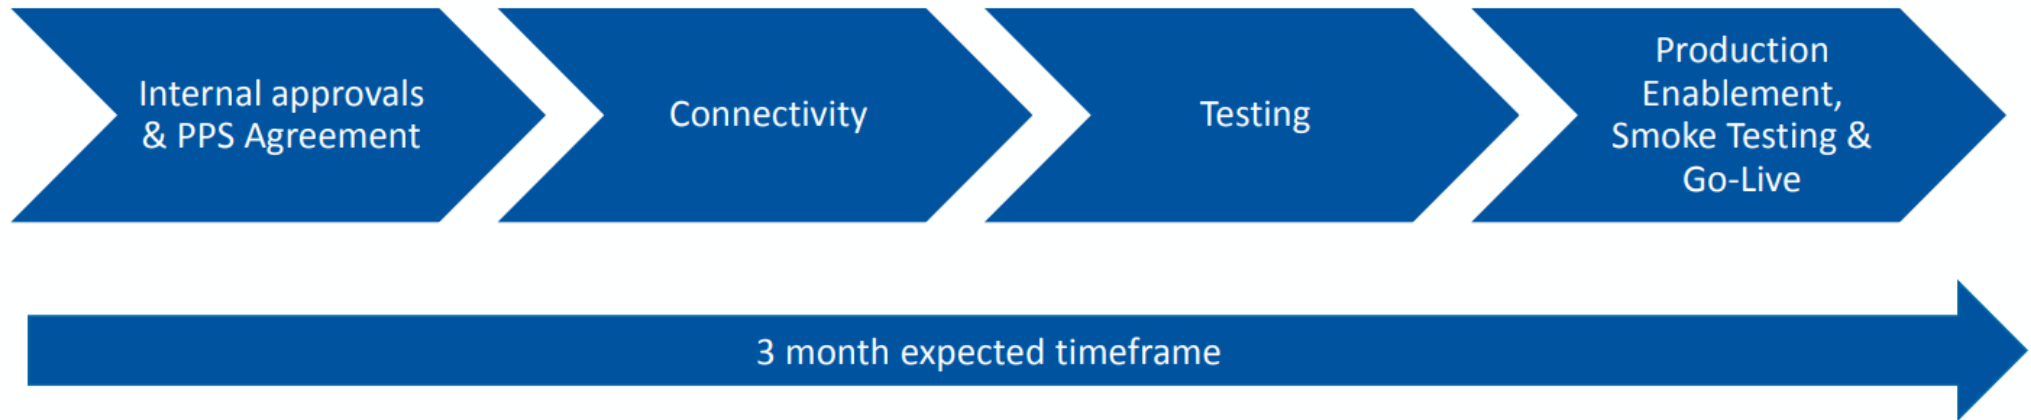 Internal approvals
& PPS Agreement
Connectivity
Testing
Production
Enablement,
Smoke Testing &
Go-Live
3 month expected timeframe